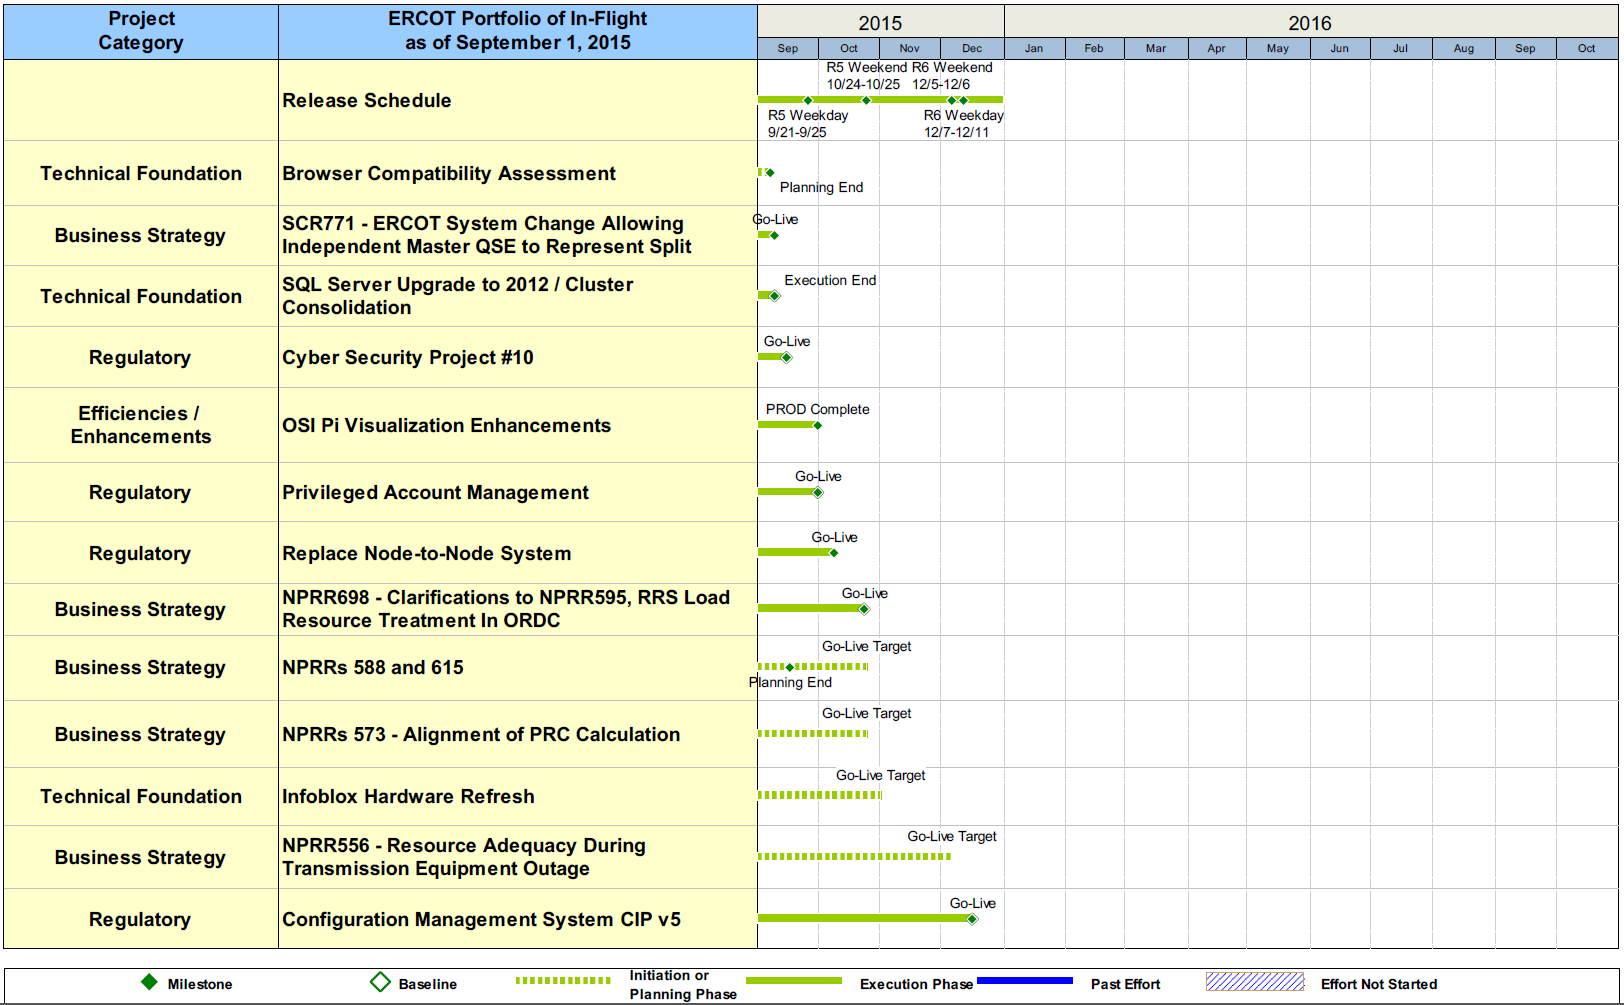 Project
Category
ERCOT Portfolio of In-Flight
as of September 1, 2015
2015
2016
Sep Oct Nov Dec Jan Feb Mar Apr May Jun Jul Aug Sep Oct
Release Schedule
R5 Weekend R6 Weekend
10/24-10/25 12/5-12/6
R5 Weekday R6 Weekday
9/21-9/25 12/7-12/11
Technical Foundation
Browser Compatibility Assessment
Planning End
Business Strategy
SCR771 - ERCOT System Change Allowing
Independent Master QSE to Represent Split
Go-Live
Technical Foundation
SQL Server Upgrade to 2012 / Cluster
Consolidation
Execution End
Regulatory
Cyber Security Project #10
Go-Live
Efficiencies /
Enhancements
OSI Pi Visualization Enhancements
PROD Complete
Regulatory
Privileged Account Management
Go-Live
Regulatory
Replace Node-to-Node System
Go-Live
Business Strategy
NPRR698 - Clarifications to NPRR595, RRS Load
Resource Treatment In ORDC
Go-Live
Business Strategy
NPRRs 588 and 615
Go-Live Target
Planning End
Business Strategy
NPRRs 573 - Alignment of PRC Calculation
Go-Live Target
Technical Foundation
Infoblox Hardware Refresh
Go-Live Target
Business Strategy
NPRR556 - Resource Adequacy During
Transmission Equipment Outage
Go-Live Target
Regulatory
Configuration Management System CIP v5
Go-Live
Milestone
Baseline
Initiation or
Planning Phase
Execution Phase
Past Effort
Effort Not Started